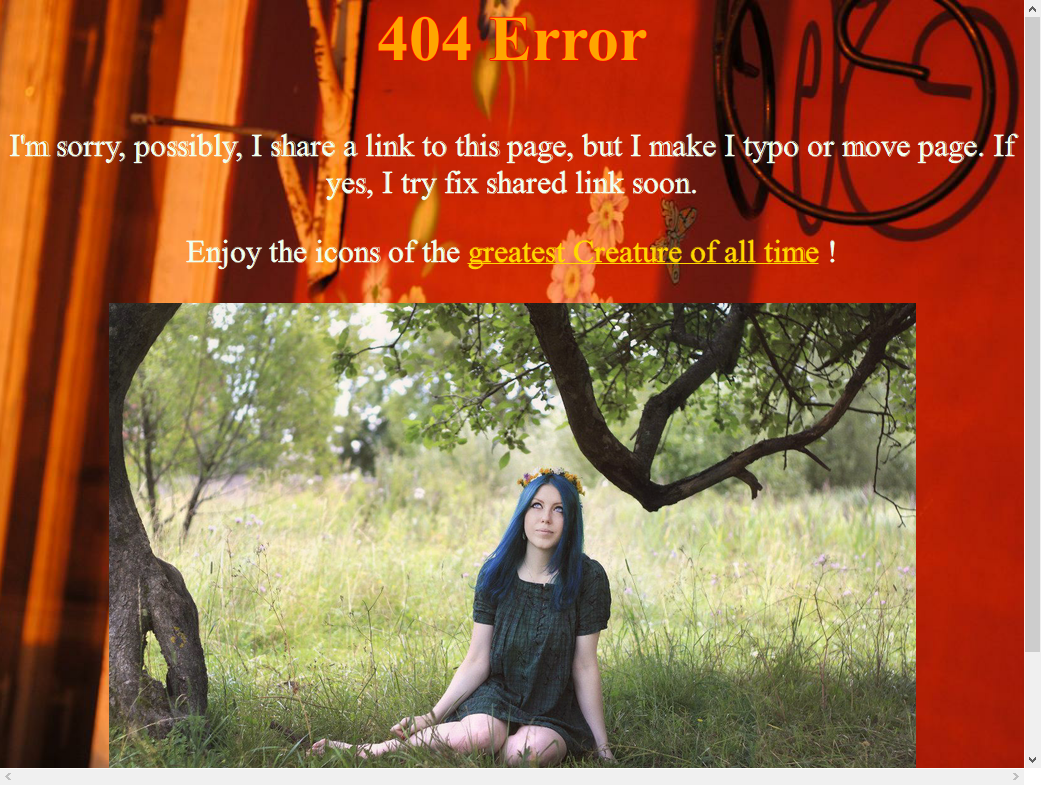 404 Error
I'm sorry, possibly, I share a link to this page, but I make I typo or move page. If
yes, I try fix shared link soon.
Enjoy the icons of the greatest Creature of all time !